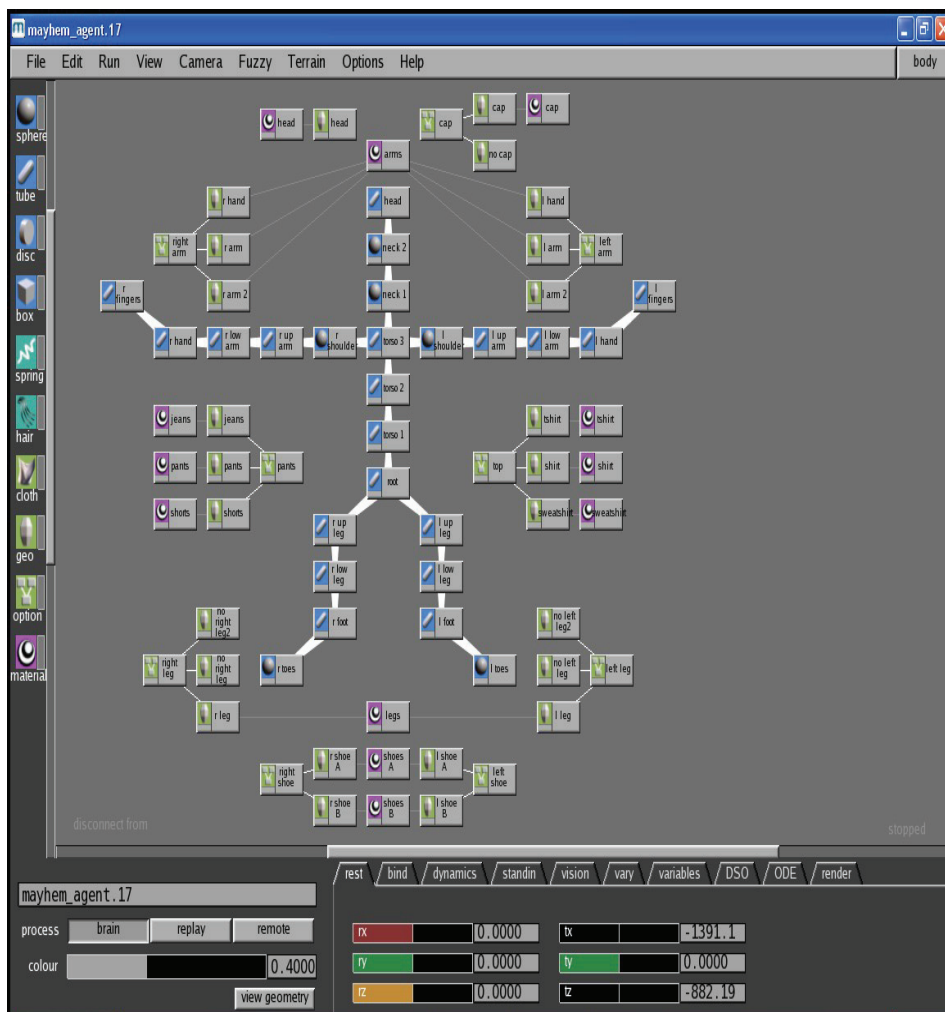 mayhem_agent.17
File Edit Run View Camera Fuzzy Terrain Options Help body
sphere
tube
disc
box
spring
hair
cloth
geo
option
material
head head cap cap cap
no cap
arms
r hand head l hand
right arm r arm neck 2 l arm left arm
r arm 2 neck 1 l arm 2
r fingers l fingers
r hand r low arm r up arm r shoulder torso 3 l shoulder l up arm l low arm l hand
torso 2
jeans jeans torso 1 tshirt tshirt
pants pants pants root top shirt shirt
shorts shorts sweatshirt sweatshirt
r up leg l up leg
r low leg l low leg
no right leg2 r foot l foot no left leg2
right leg no right leg r toes l toes no left leg left leg
r leg legs l leg
right shoe r shoe A shoes A l shoe A left shoe
r shoe B shoes B l shoe B
disconnect from stopped
rest bind dynamics standin vision vary variables DSO ODE render
mayhem_agent.17
process brain replay remote
colour 0.4000
view geometry
rx 0.0000 tx -1391.1
ry 0.0000 ty 0.0000
rz 0.0000 tz -882.19